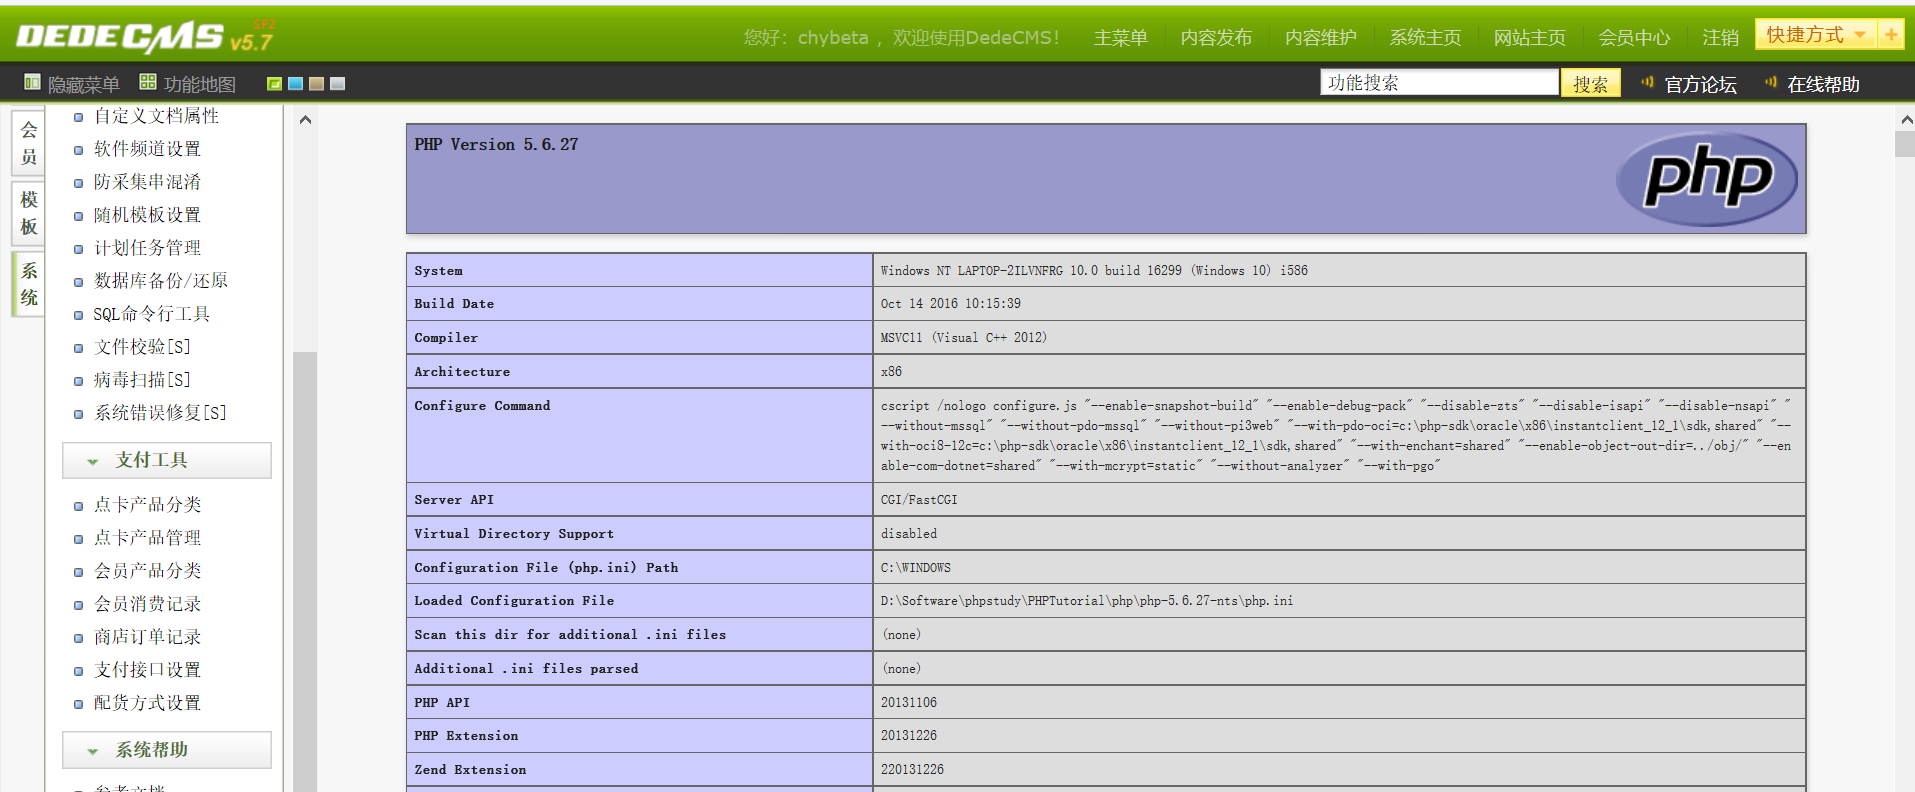 DEDECMS v5.7 SP2
您好：chybeta ，欢迎使用DedeCMS！
主菜单 内容发布 内容维护 系统主页 网站主页 会员中心 注销 快捷方式 +
隐藏菜单 功能地图
功能搜索 搜索 官方论坛 在线帮助
会员
模板
系统
自定义文档属性
软件频道设置
防采集串混淆
随机模板设置
计划任务管理
数据库备份/还原
SQL命令行工具
文件校验[S]
病毒扫描[S]
系统错误修复[S]
支付工具
点卡产品分类
点卡产品管理
会员产品分类
会员消费记录
商店订单记录
支付接口设置
配货方式设置
系统帮助
参考文档
PHP Version 5.6.27
php
System Windows NT LAPTOP-2ILVNFRG 10.0 build 16299 (Windows 10) i586
Build Date Oct 14 2016 10:15:39
Compiler MSVC11 (Visual C++ 2012)
Architecture x86
Configure Command cscript /nologo configure.js "--enable-snapshot-build" "--enable-debug-pack" "--disable-zts" "--disable-isapi" "--disable-nsapi" "
--without-mssql" "--without-pdo-mssql" "--without-pi3web" "--with-pdo-oci=c:\php-sdk\oracle\x86\instantclient_12_1\sdk,shared" "--
with-oci8-12c=c:\php-sdk\oracle\x86\instantclient_12_1\sdk,shared" "--with-enchant=shared" "--enable-object-out-dir=../obj/" "--en
able-com-dotnet=shared" "--with-mcrypt=static" "--without-analyzer" "--with-pgo"
Server API CGI/FastCGI
Virtual Directory Support disabled
Configuration File (php.ini) Path C:\WINDOWS
Loaded Configuration File D:\Software\phpstudy\PHPTutorial\php\php-5.6.27-nts\php.ini
Scan this dir for additional .ini files (none)
Additional .ini files parsed (none)
PHP API 20131106
PHP Extension 20131226
Zend Extension 220131226